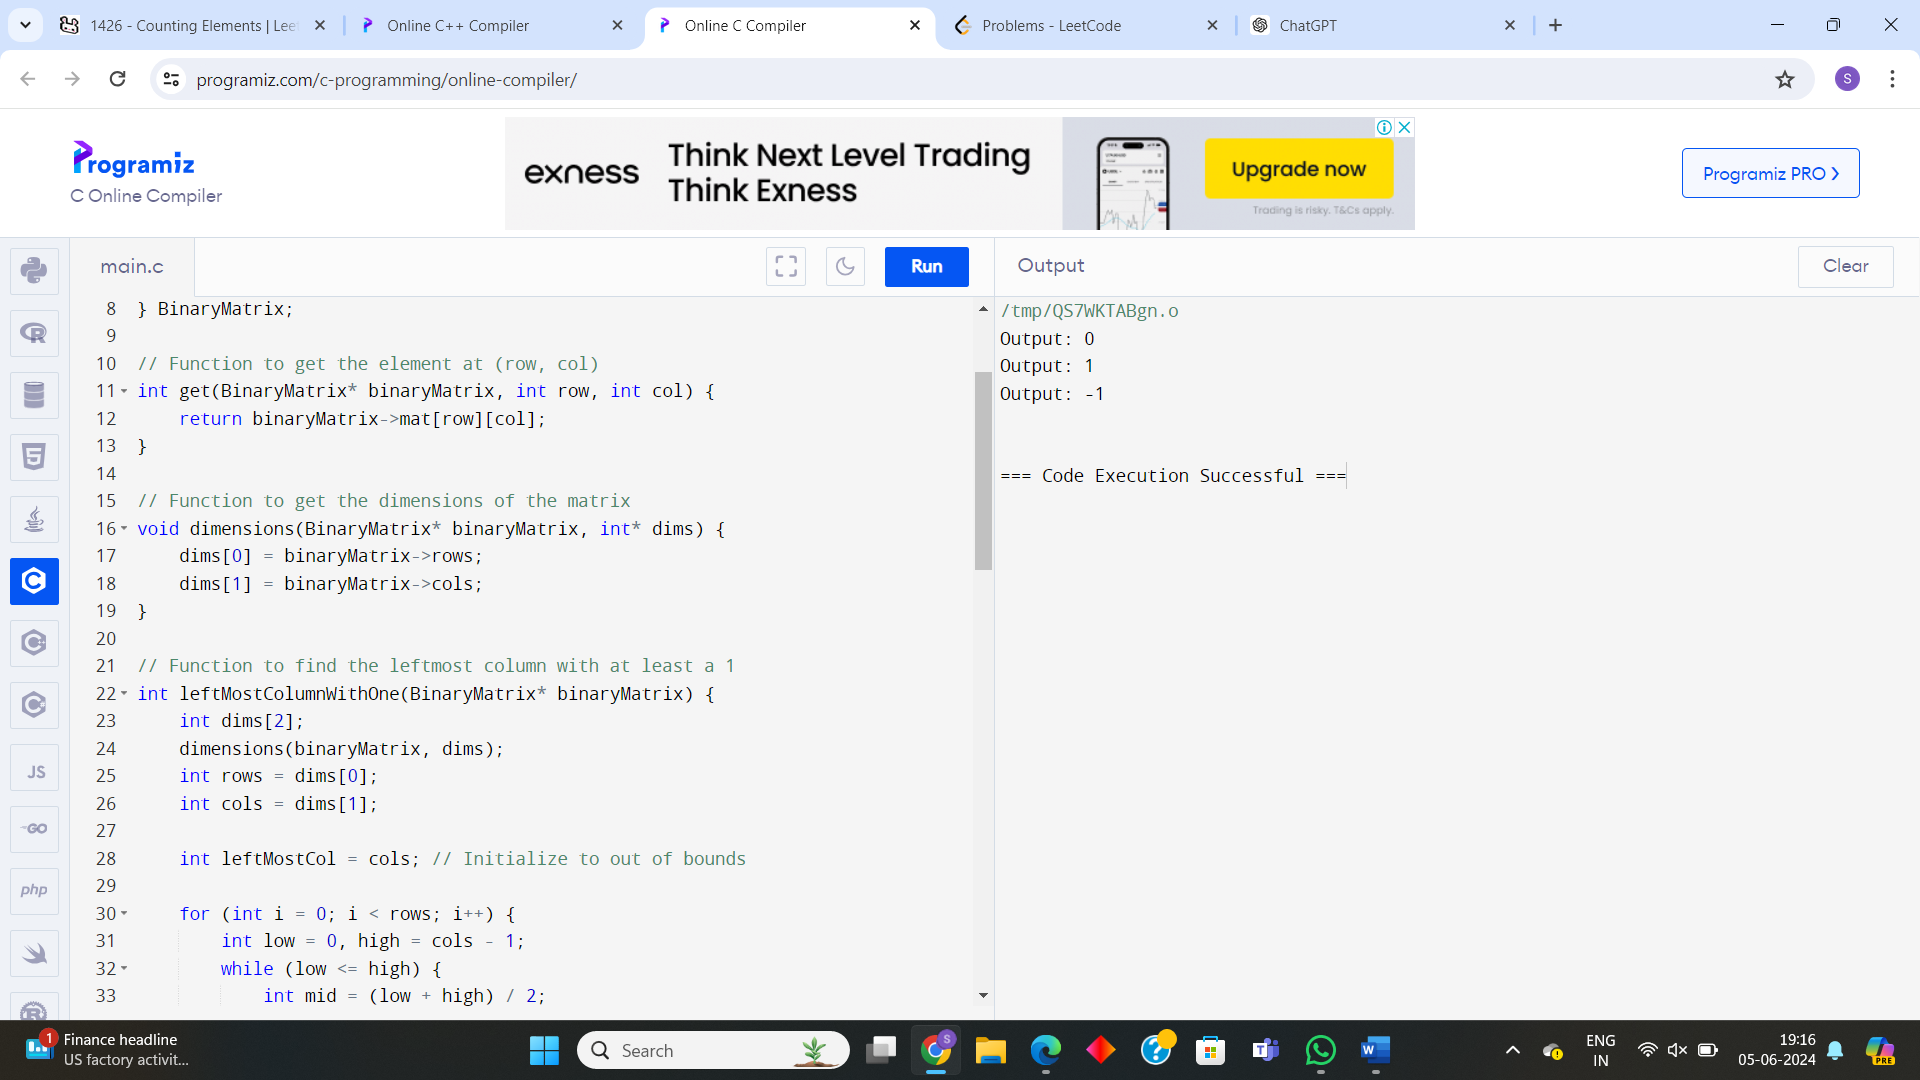 1426 - Counting Elements | Lee
Online C++ Compiler
Online C Compiler
Problems - LeetCode
ChatGPT
programiz.com/c-programming/online-compiler/
S
Programiz
C Online Compiler
exness
Think Next Level Trading
Think Exness
Upgrade now
Trading is risky. T&Cs apply.
Programiz PRO
main.c
Run
Output
Clear
8 } BinaryMatrix;
9
10 // Function to get the element at (row, col)
11 int get(BinaryMatrix* binaryMatrix, int row, int col) {
12     return binaryMatrix->mat[row][col];
13 }
14
15 // Function to get the dimensions of the matrix
16 void dimensions(BinaryMatrix* binaryMatrix, int* dims) {
17     dims[0] = binaryMatrix->rows;
18     dims[1] = binaryMatrix->cols;
19 }
20
21 // Function to find the leftmost column with at least a 1
22 int leftMostColumnWithOne(BinaryMatrix* binaryMatrix) {
23     int dims[2];
24     dimensions(binaryMatrix, dims);
25     int rows = dims[0];
26     int cols = dims[1];
27
28     int leftMostCol = cols; // Initialize to out of bounds
29
30     for (int i = 0; i < rows; i++) {
31         int low = 0, high = cols - 1;
32         while (low <= high) {
33             int mid = (low + high) / 2;
/tmp/QS7WKTABgn.o
Output: 0
Output: 1
Output: -1
=== Code Execution Successful ===
JS
GO
php
1
Finance headline
US factory activit...
Search
S
ENG
IN
19:16
05-06-2024
PRE